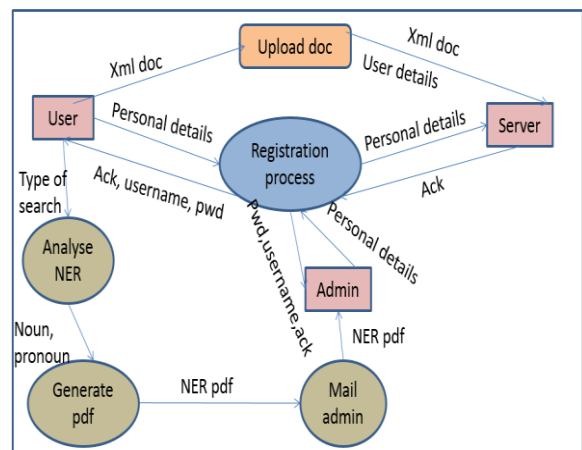 Upload doc
Xml doc
Xml doc
User details
User
Personal details
Personal details
Server
Registration
process
Ack, username, pwd
Ack
Type of
search
Pwd,username,ack
Personal details
Analyse
NER
Admin
Noun,
pronoun
NER pdf
Generate
pdf
NER pdf
Mail
admin